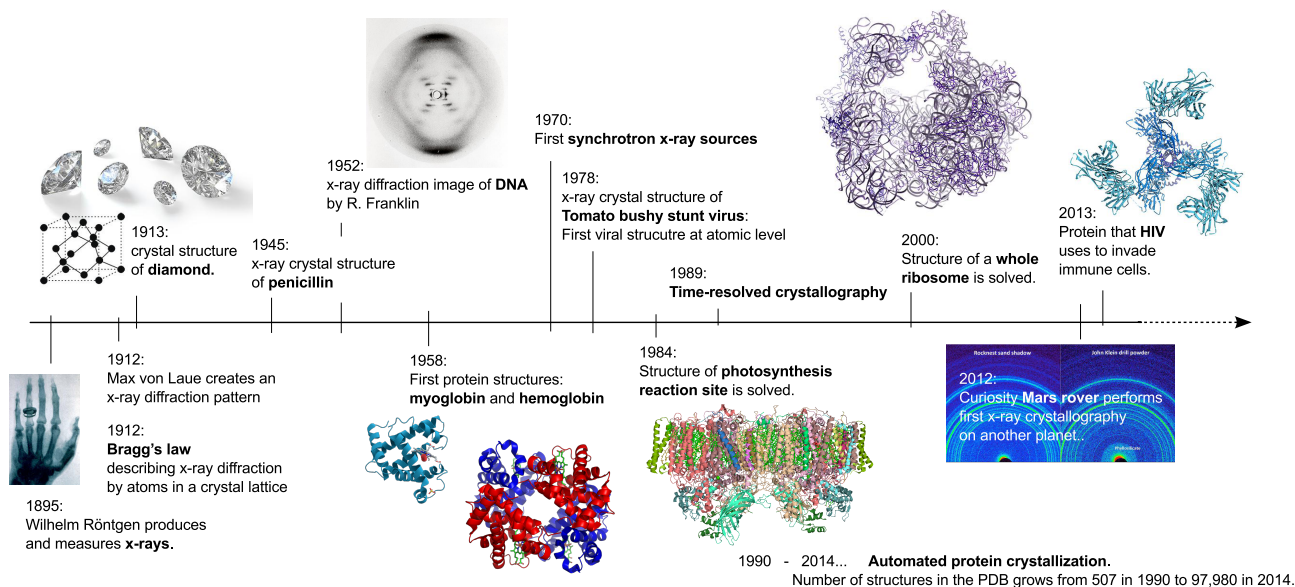 1970:
First synchrotron x-ray sources
1952:
x-ray diffraction image of DNA
by R. Franklin
1978:
x-ray crystal structure of
Tomato bushy stunt virus:
First viral strucutre at atomic level
1913:
crystal structure
of diamond.
1945:
x-ray crystal structure
of penicillin
1989:
Time-resolved crystallography
2000:
Structure of a whole
ribosome is solved.
2013:
Protein that HIV
uses to invade
immune cells.
1912:
Max von Laue creates an
x-ray diffraction pattern
1912:
Bragg's law
describing x-ray diffraction
by atoms in a crystal lattice
1895:
Wilhelm Röntgen produces
and measures x-rays.
1958:
First protein structures:
myoglobin and hemoglobin
1984:
Structure of photosynthesis
reaction site is solved.
Rocknest sand shadow
John Klein drill powder
2012:
Curiosity Mars rover performs
first x-ray crystallography
on another planet..
1990 - 2014... Automated protein crystallization.
Number of structures in the PDB grows from 507 in 1990 to 97,980 in 2014.